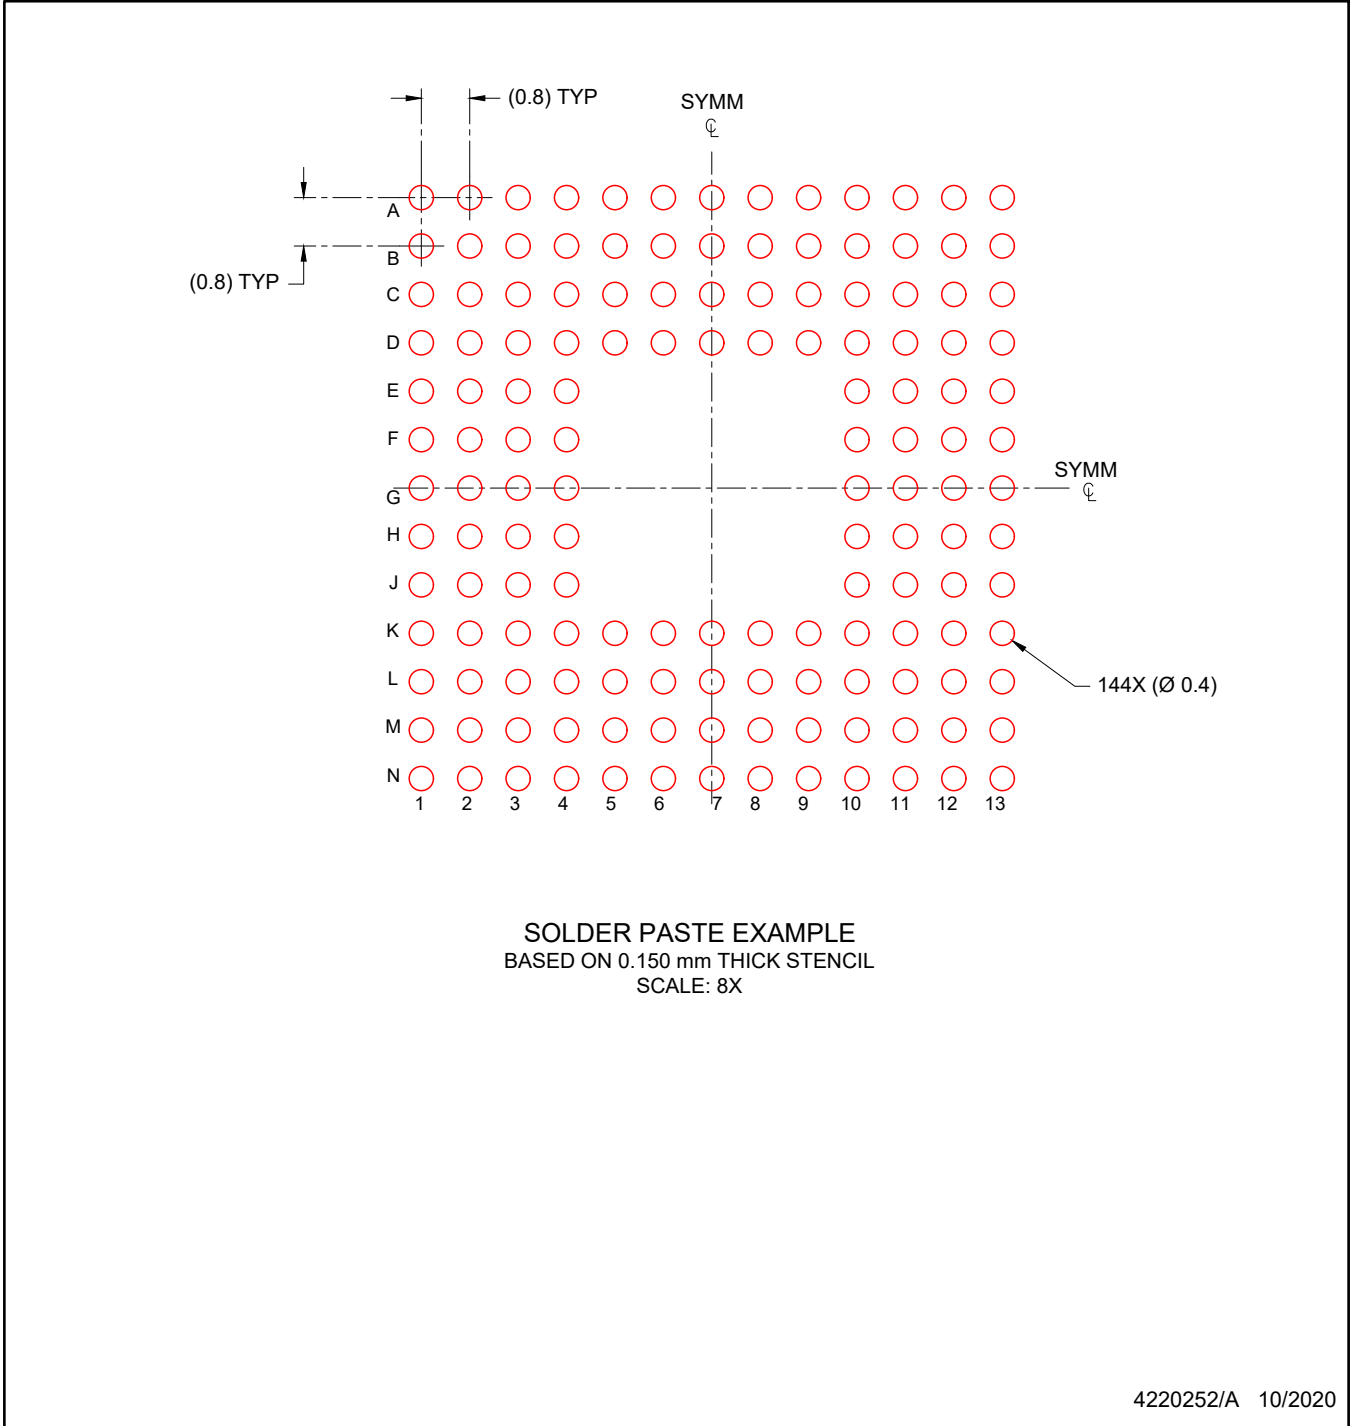 (0.8) TYP
SYMM
℄
A
B
(0.8) TYP
C
D
E
F
SYMM
℄
G
H
J
K
L
144X (Ø 0.4)
M
N
1 2 3 4 5 6 7 8 9 10 11 12 13
SOLDER PASTE EXAMPLE
BASED ON 0.150 mm THICK STENCIL
SCALE: 8X
4220252/A 10/2020